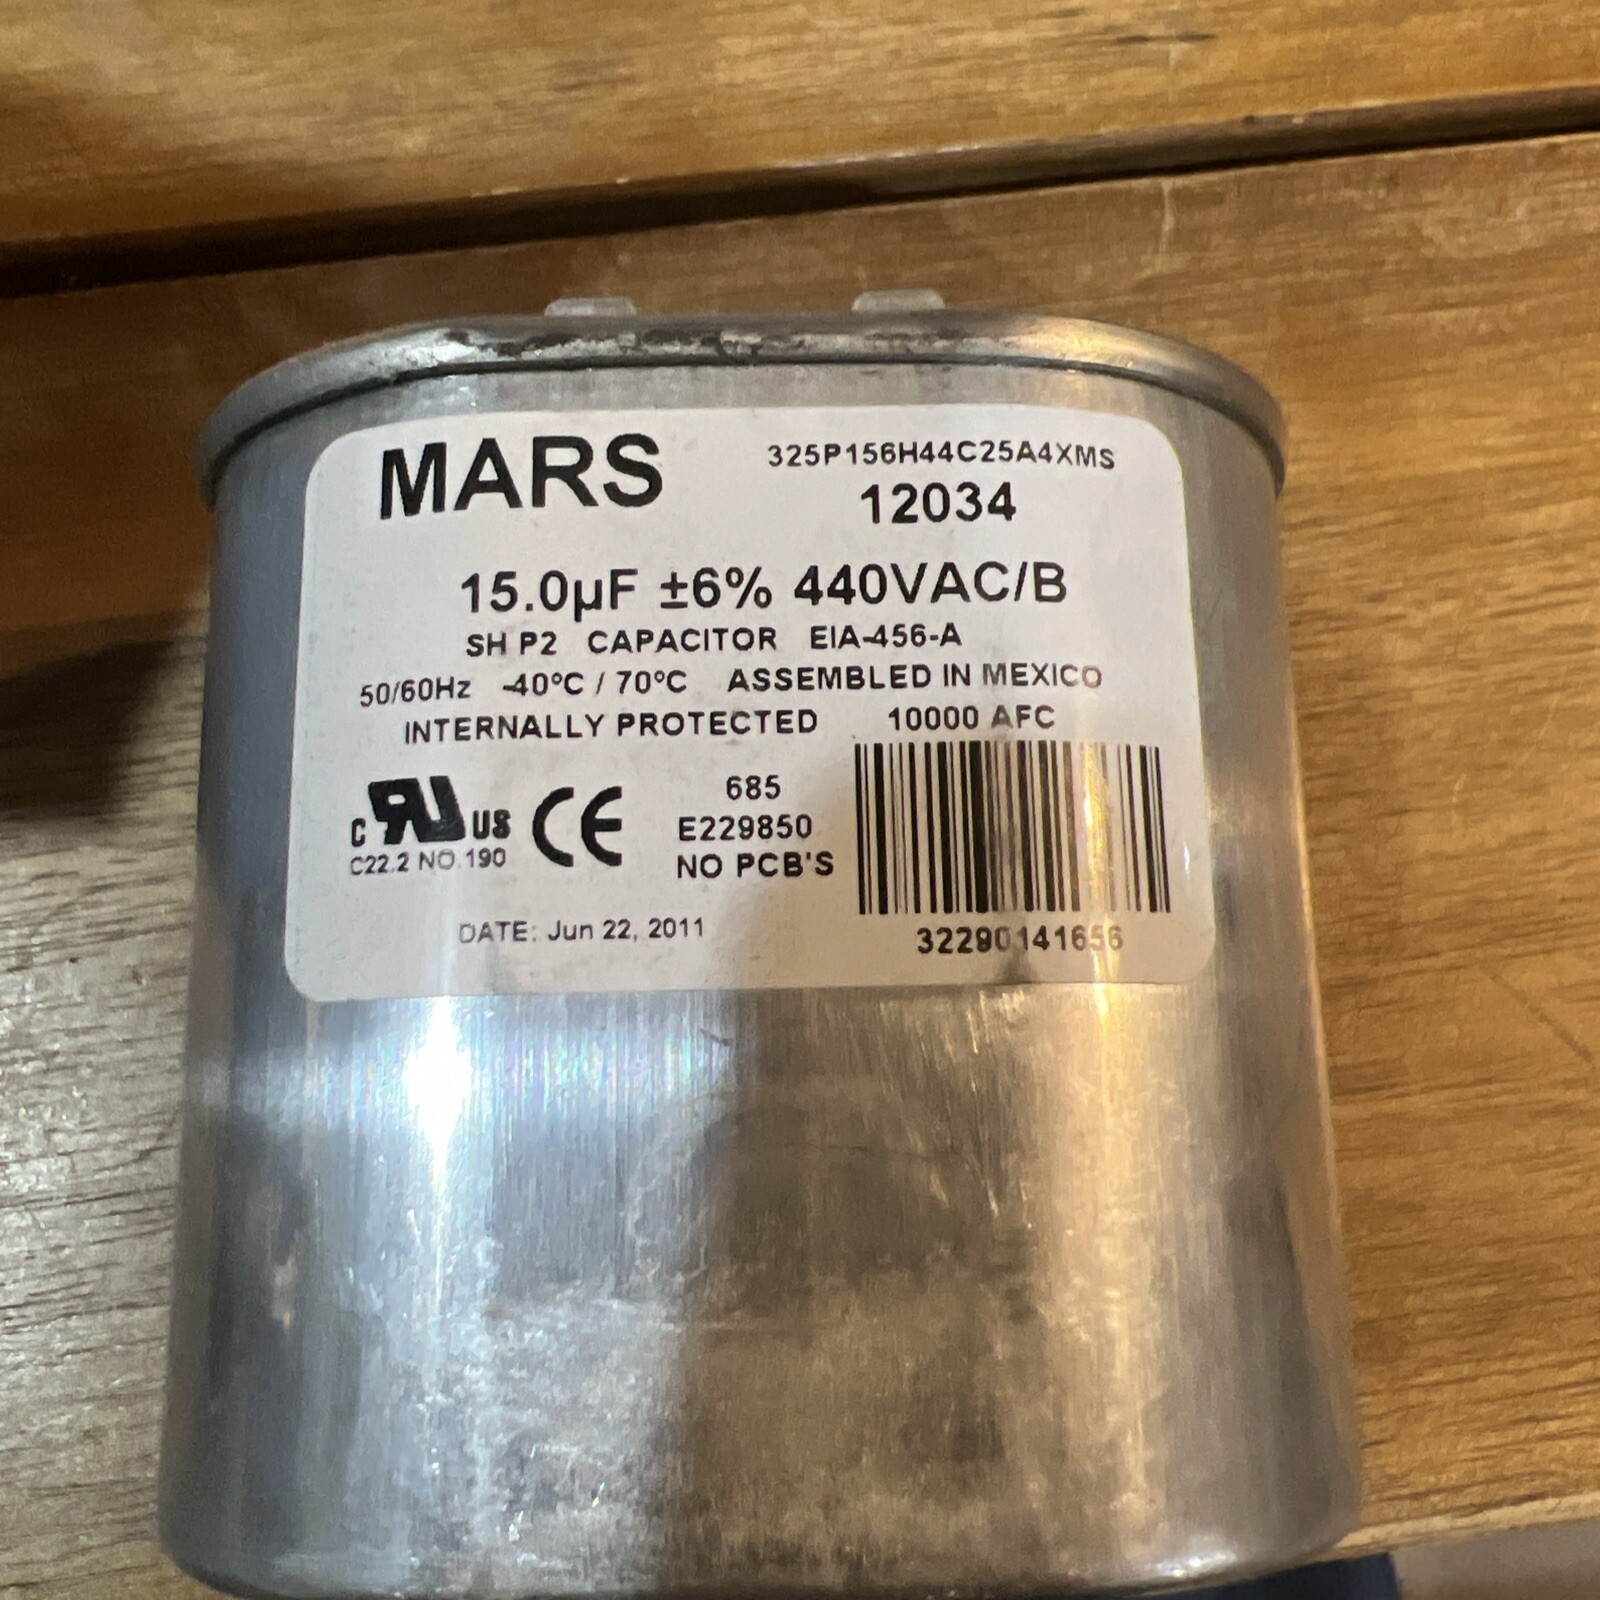 MARS
325P156H44C25A4XMS
12034
15.0µF ±6% 440VAC/B
SH P2 CAPACITOR EIA-456-A
50/60Hz -40°C / 70°C ASSEMBLED IN MEXICO
INTERNALLY PROTECTED 10000 AFC
C RU US CE
C22.2 NO.190
685
E229850
NO PCB'S
DATE: Jun 22, 2011
32290141656